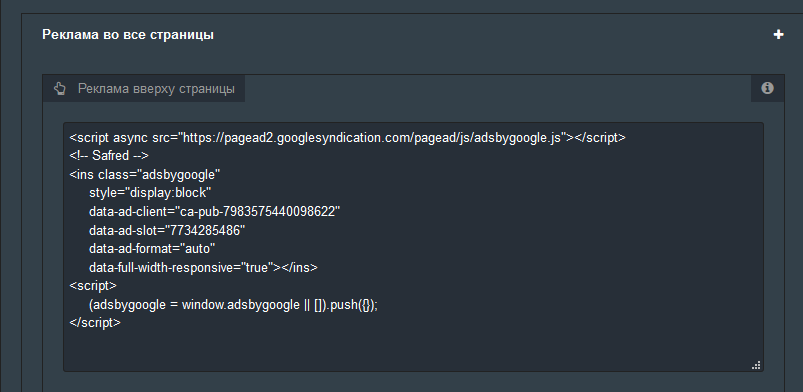 Реклама во все страницы
Реклама вверху страницы
<script async src="https://pagead2.googlesyndication.com/pagead/js/adsbygoogle.js"></script>
<!-- Safred -->
<ins class="adsbygoogle"
     style="display:block"
     data-ad-client="ca-pub-7983575440098622"
     data-ad-slot="7734285486"
     data-ad-format="auto"
     data-full-width-responsive="true"></ins>
<script>
     (adsbygoogle = window.adsbygoogle || []).push({});
</script>